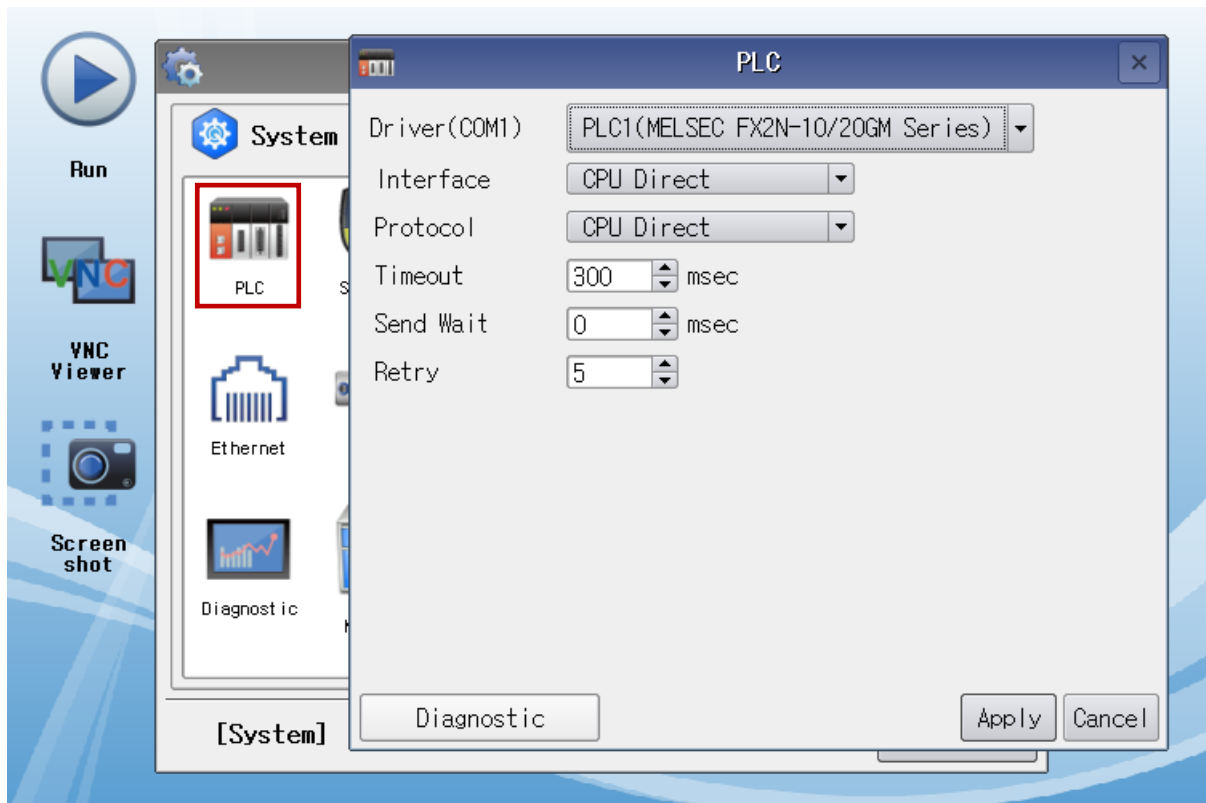 Run
VNC
VNC
Viewer
Screen
shot
System
PLC
S
Ethernet
Diagnostic
[System]
PLC
Driver(COM1) PLC1(MELSEC FX2N-10/20GM Series)
Interface CPU Direct
Protocol CPU Direct
Timeout 300 msec
Send Wait 0 msec
Retry 5
Diagnostic Apply Cancel